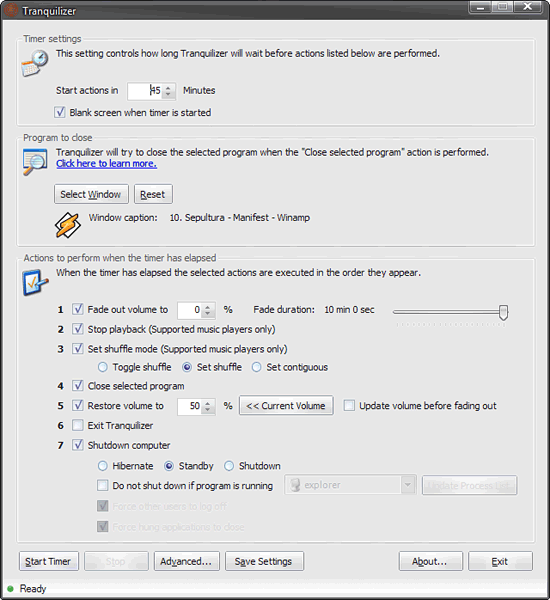 Tranquilizer
Timer settings
This setting controls how long Tranquilizer will wait before actions listed below are performed.
Start actions in 45 Minutes
Blank screen when timer is started
Program to close
Tranquilizer will try to close the selected program when the "Close selected program" action is performed.
Click here to learn more.
Select Window Reset
Window caption: 10. Sepultura - Manifest - Winamp
Actions to perform when the timer has elapsed
When the timer has elapsed the selected actions are executed in the order they appear.
1 Fade out volume to 0 % Fade duration: 10 min 0 sec
2 Stop playback (Supported music players only)
3 Set shuffle mode (Supported music players only)
Toggle shuffle Set shuffle Set contiguous
4 Close selected program
5 Restore volume to 50 % << Current Volume Update volume before fading out
6 Exit Tranquilizer
7 Shutdown computer
Hibernate Standby Shutdown
Do not shut down if program is running explorer Update Process List
Force other users to log off
Force hung applications to close
Start Timer Stop Advanced... Save Settings About... Exit
Ready